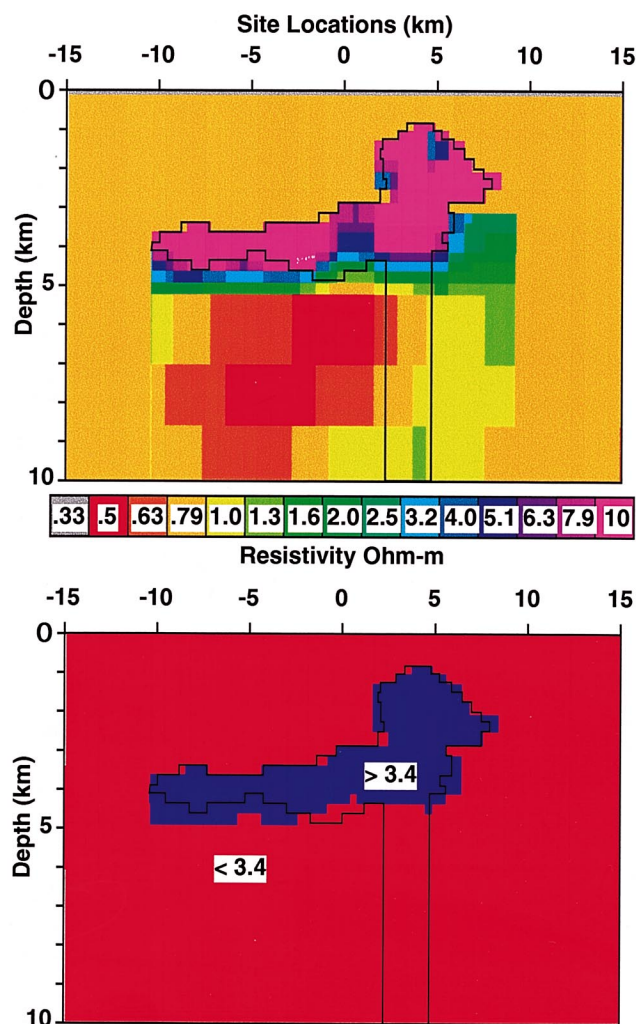 Site Locations (km)
-15 -10 -5 0 5 10 15
0
5
10
Depth (km)
.33 .5 .63 .79 1.0 1.3 1.6 2.0 2.5 3.2 4.0 5.1 6.3 7.9 10
Resistivity Ohm-m
-15 -10 -5 0 5 10 15
0
5
10
Depth (km)
> 3.4
< 3.4